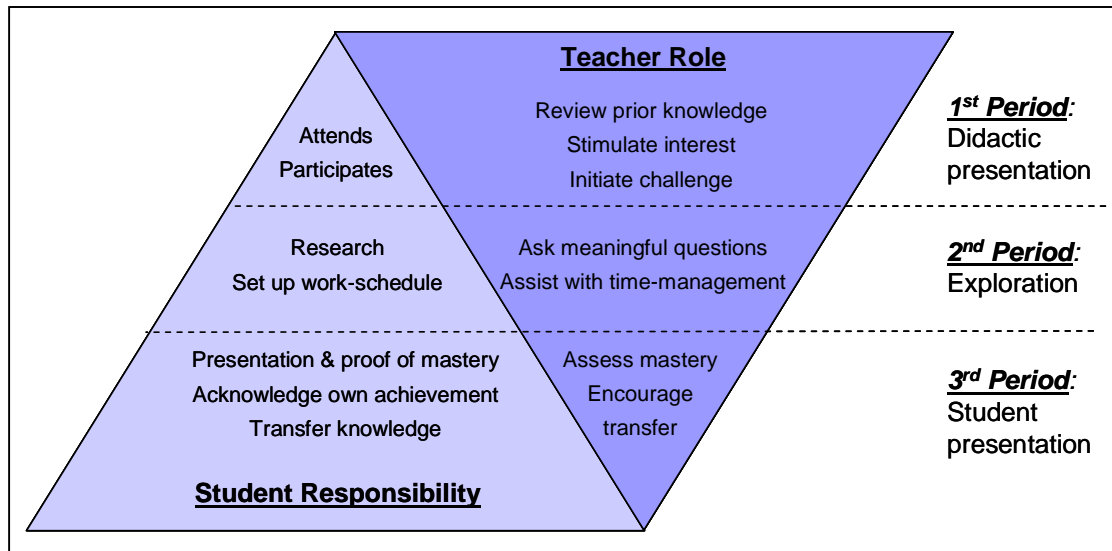 Teacher Role
Review prior knowledge
Stimulate interest
Initiate challenge
Attends
Participates
1st Period:
Didactic
presentation
Research
Set up work-schedule
Ask meaningful questions
Assist with time-management
2nd Period:
Exploration
Presentation & proof of mastery
Acknowledge own achievement
Transfer knowledge
Assess mastery
Encourage
transfer
3rd Period:
Student
presentation
Student Responsibility